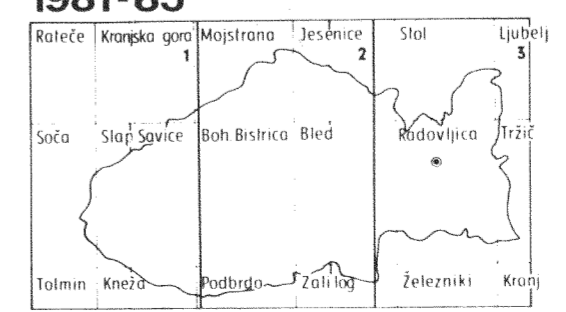 1981-85
Rateče Kranjska gora Mojstrana Jesenice Stol Ljubelj
1 2 3
Soča Slap Savice Boh. Bistrica Bled Radovljica Tržič
Tolmin Kneža Podbrdo Zali log Železniki Kranj